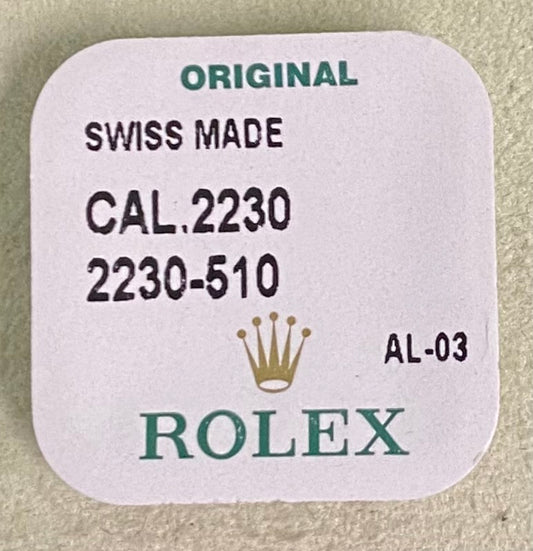 ORIGINAL
SWISS MADE
CAL.2230
2230-510
AL-03
ROLEX